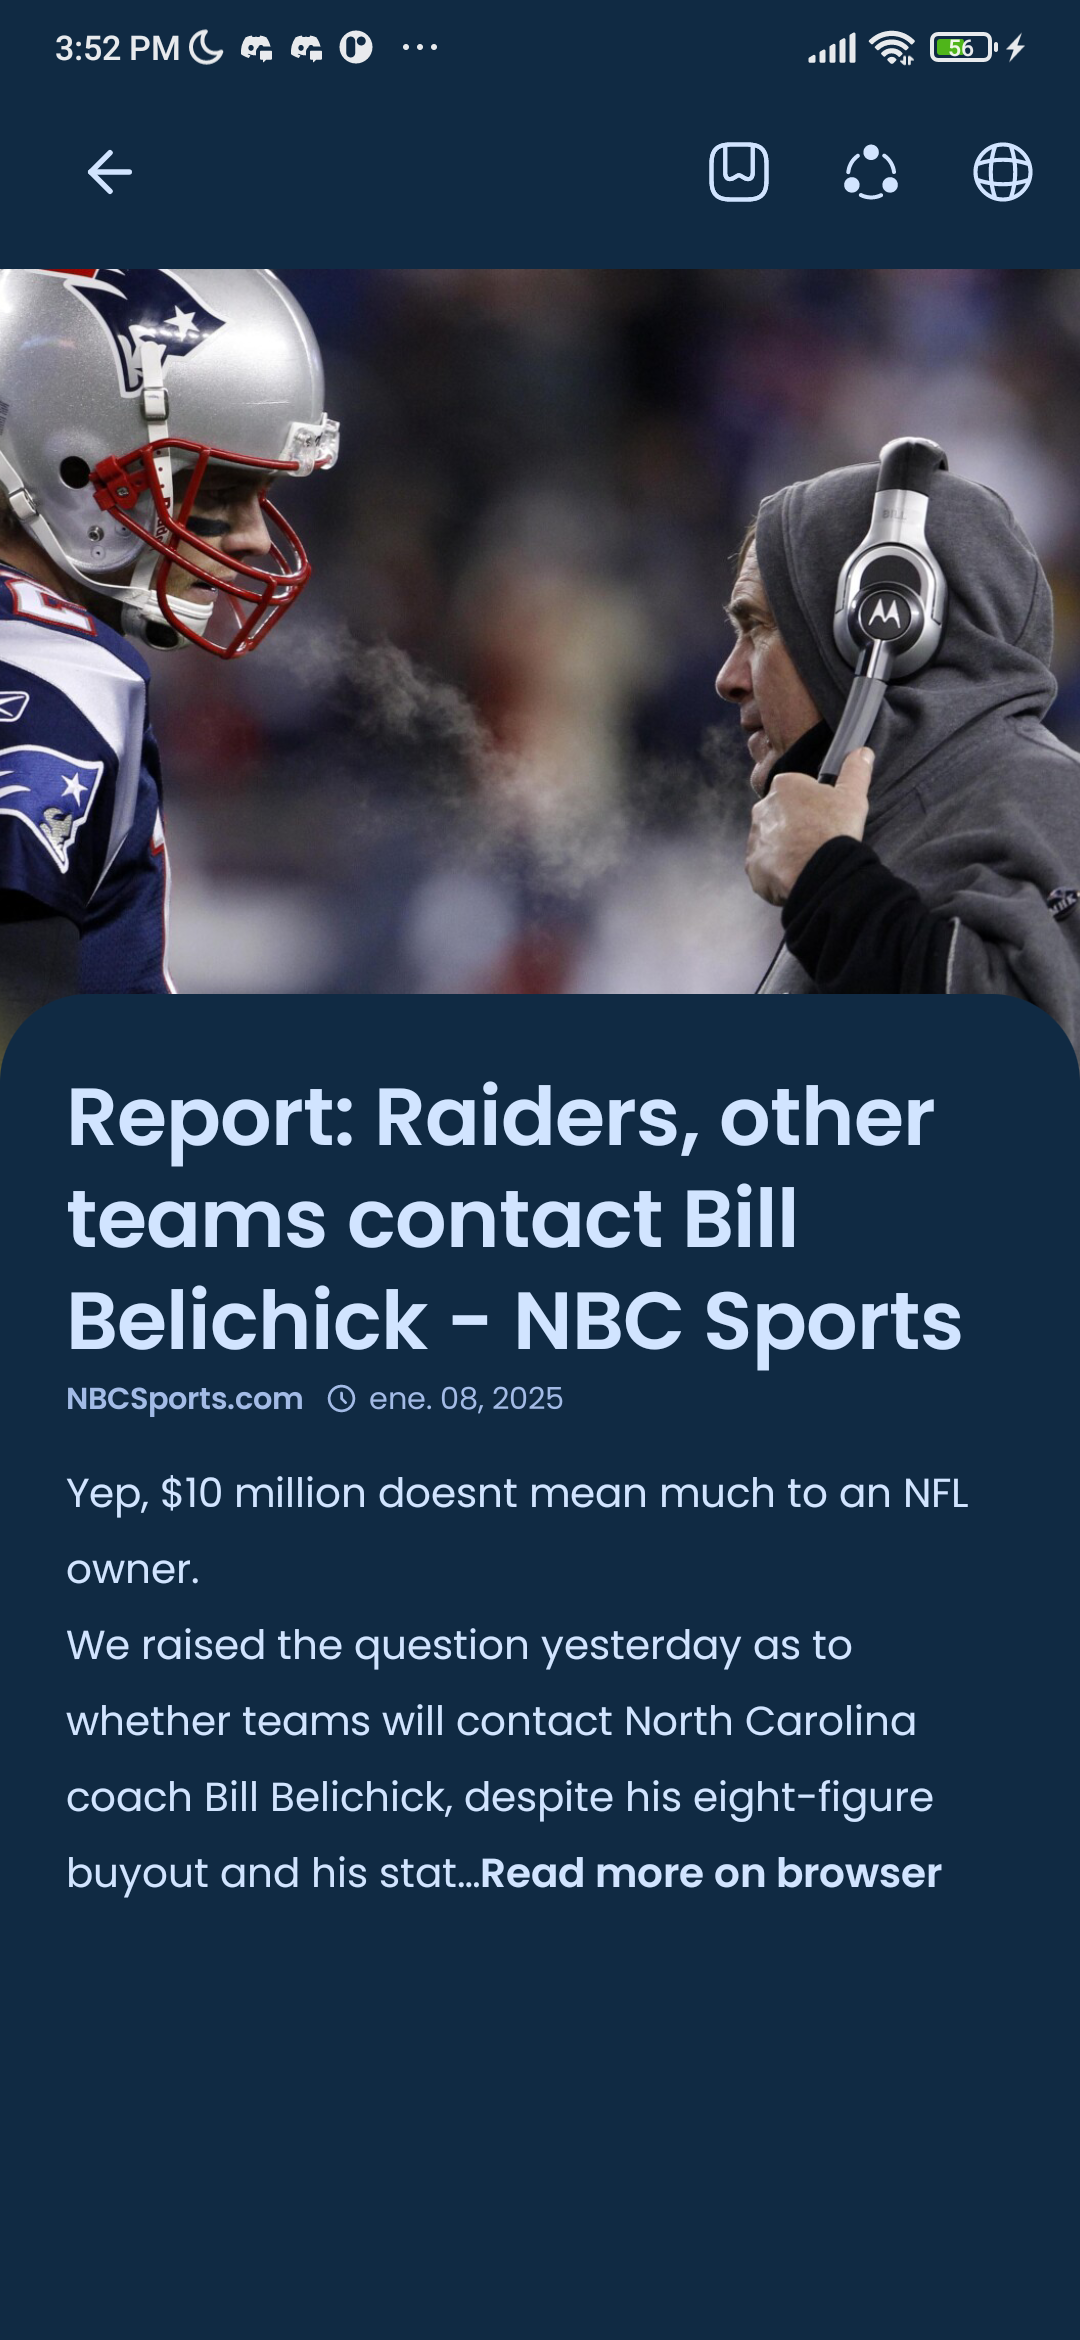 3:52 PM
56
BILL
Report: Raiders, other
teams contact Bill
Belichick - NBC Sports
NBCSports.com ene. 08, 2025
Yep, $10 million doesnt mean much to an NFL
owner.
We raised the question yesterday as to
whether teams will contact North Carolina
coach Bill Belichick, despite his eight-figure
buyout and his stat...Read more on browser